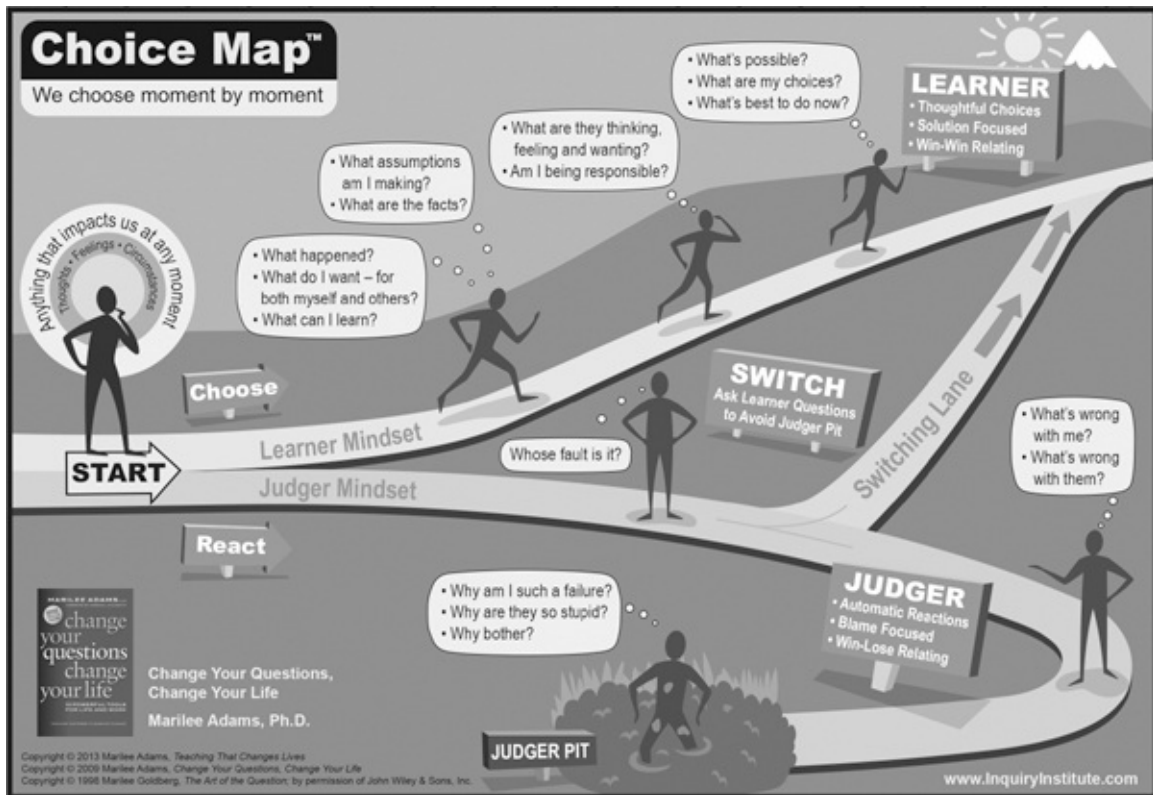 Choice Map™
We choose moment by moment
• What's possible?
• What are my choices?
• What's best to do now?
LEARNER
• Thoughtful Choices
• Solution Focused
• Win-Win Relating
• What are they thinking,
feeling and wanting?
• Am I being responsible?
• What assumptions
am I making?
• What are the facts?
• What happened?
• What do I want – for
both myself and others?
• What can I learn?
Anything that impacts us at any moment
Thoughts • Feelings • Circumstances
Choose
START
Learner Mindset
Judger Mindset
React
Whose fault is it?
SWITCH
Ask Learner Questions
to Avoid Judger Pit
Switching Lane
• What's wrong
with me?
• What's wrong
with them?
JUDGER
• Automatic Reactions
• Blame Focused
• Win-Lose Relating
• Why am I such a failure?
• Why are they so stupid?
• Why bother?
JUDGER PIT
MARILEE ADAMS
change
your
questions
change
your life
Change Your Questions,
Change Your Life
Marilee Adams, Ph.D.
Copyright © 2013 Marilee Adams, Teaching That Changes Lives
Copyright © 2009 Marilee Adams, Change Your Questions, Change Your Life
Copyright © 1998 Marilee Goldberg, The Art of the Question; by permission of John Wiley & Sons, Inc.
www.InquiryInstitute.com